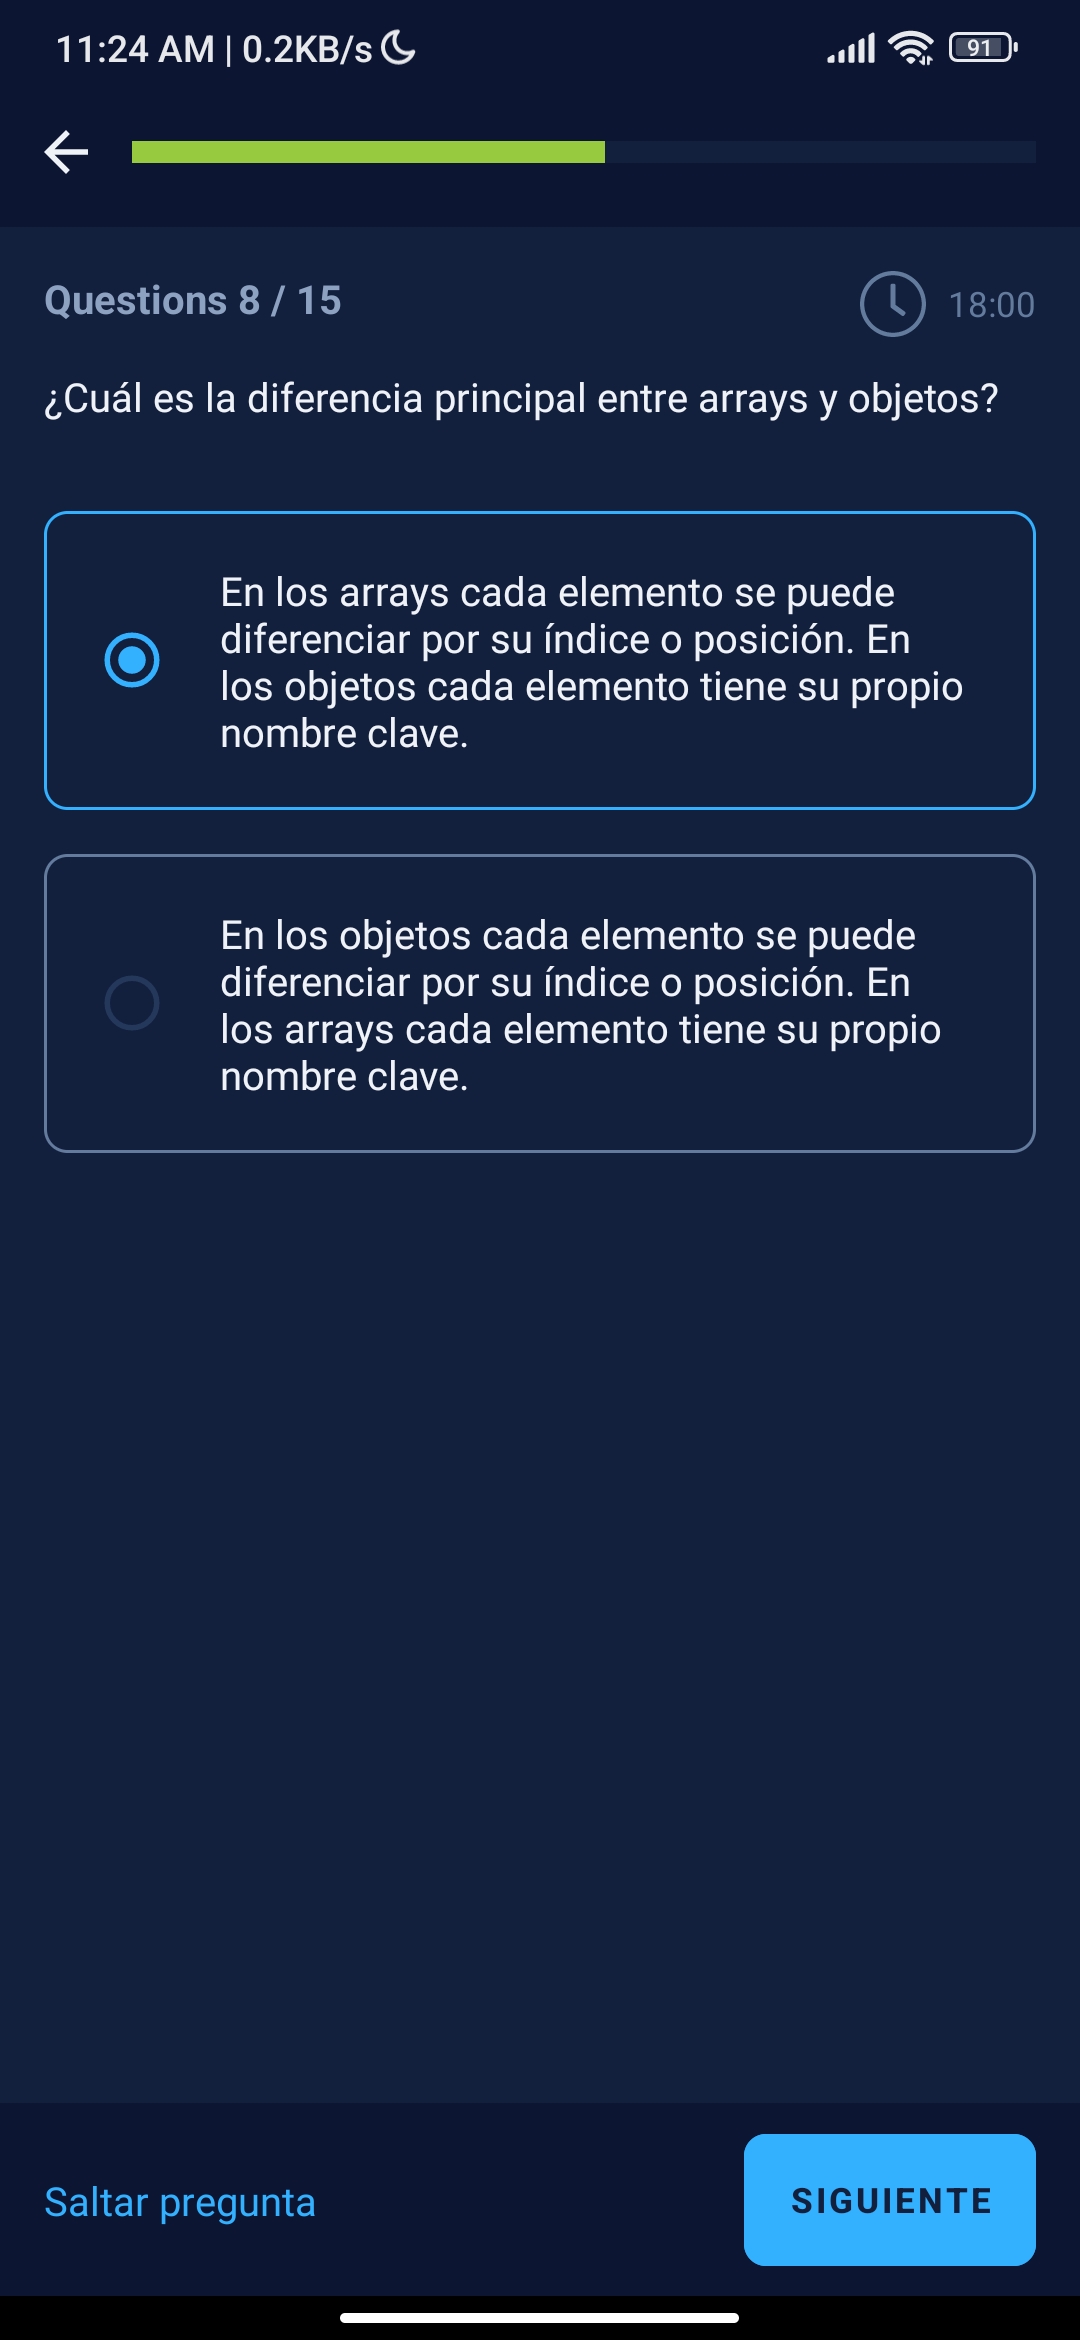 11:24 AM | 0.2KB/s
91
Questions 8 / 15
18:00
¿Cuál es la diferencia principal entre arrays y objetos?
En los arrays cada elemento se puede
diferenciar por su índice o posición. En
los objetos cada elemento tiene su propio
nombre clave.
En los objetos cada elemento se puede
diferenciar por su índice o posición. En
los arrays cada elemento tiene su propio
nombre clave.
Saltar pregunta
SIGUIENTE